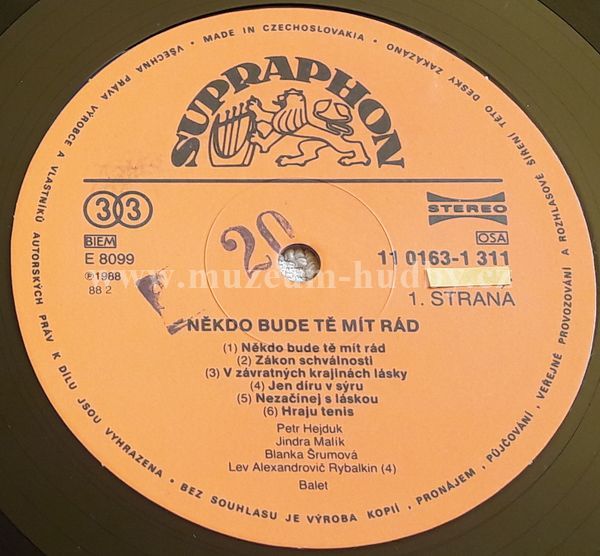 VŠECHNA PRÁVA VÝROBCE A VLASTNÍKŮ AUTORSKÝCH PRÁV K DÍLU JSOU VYHRAZENA • BEZ SOUHLASU JE VÝROBA KOPIÍ, PRONÁJEM, PŮJČOVÁNÍ, VEŘEJNÉ PROVOZOVÁNÍ A ROZHLASOVÉ ŠÍŘENÍ TÉTO DESKY ZAKÁZÁNO • MADE IN CZECHOSLOVAKIA •
SUPRAPHON
33
STEREO
BIEM
OSA
E 8099
20
11 0163-1 311
℗1988
www.muzeum-hudby.cz
88 2
1. STRANA
NĚKDO BUDE TĚ MÍT RÁD
(1) Někdo bude tě mít rád
(2) Zákon schválnosti
(3) V závratných krajinách lásky
(4) Jen díru v sýru
(5) Nezačínej s láskou
(6) Hraju tenis
Petr Hejduk
Jindra Malík
Blanka Šrumová
Lev Alexandrovič Rybalkin (4)
Balet